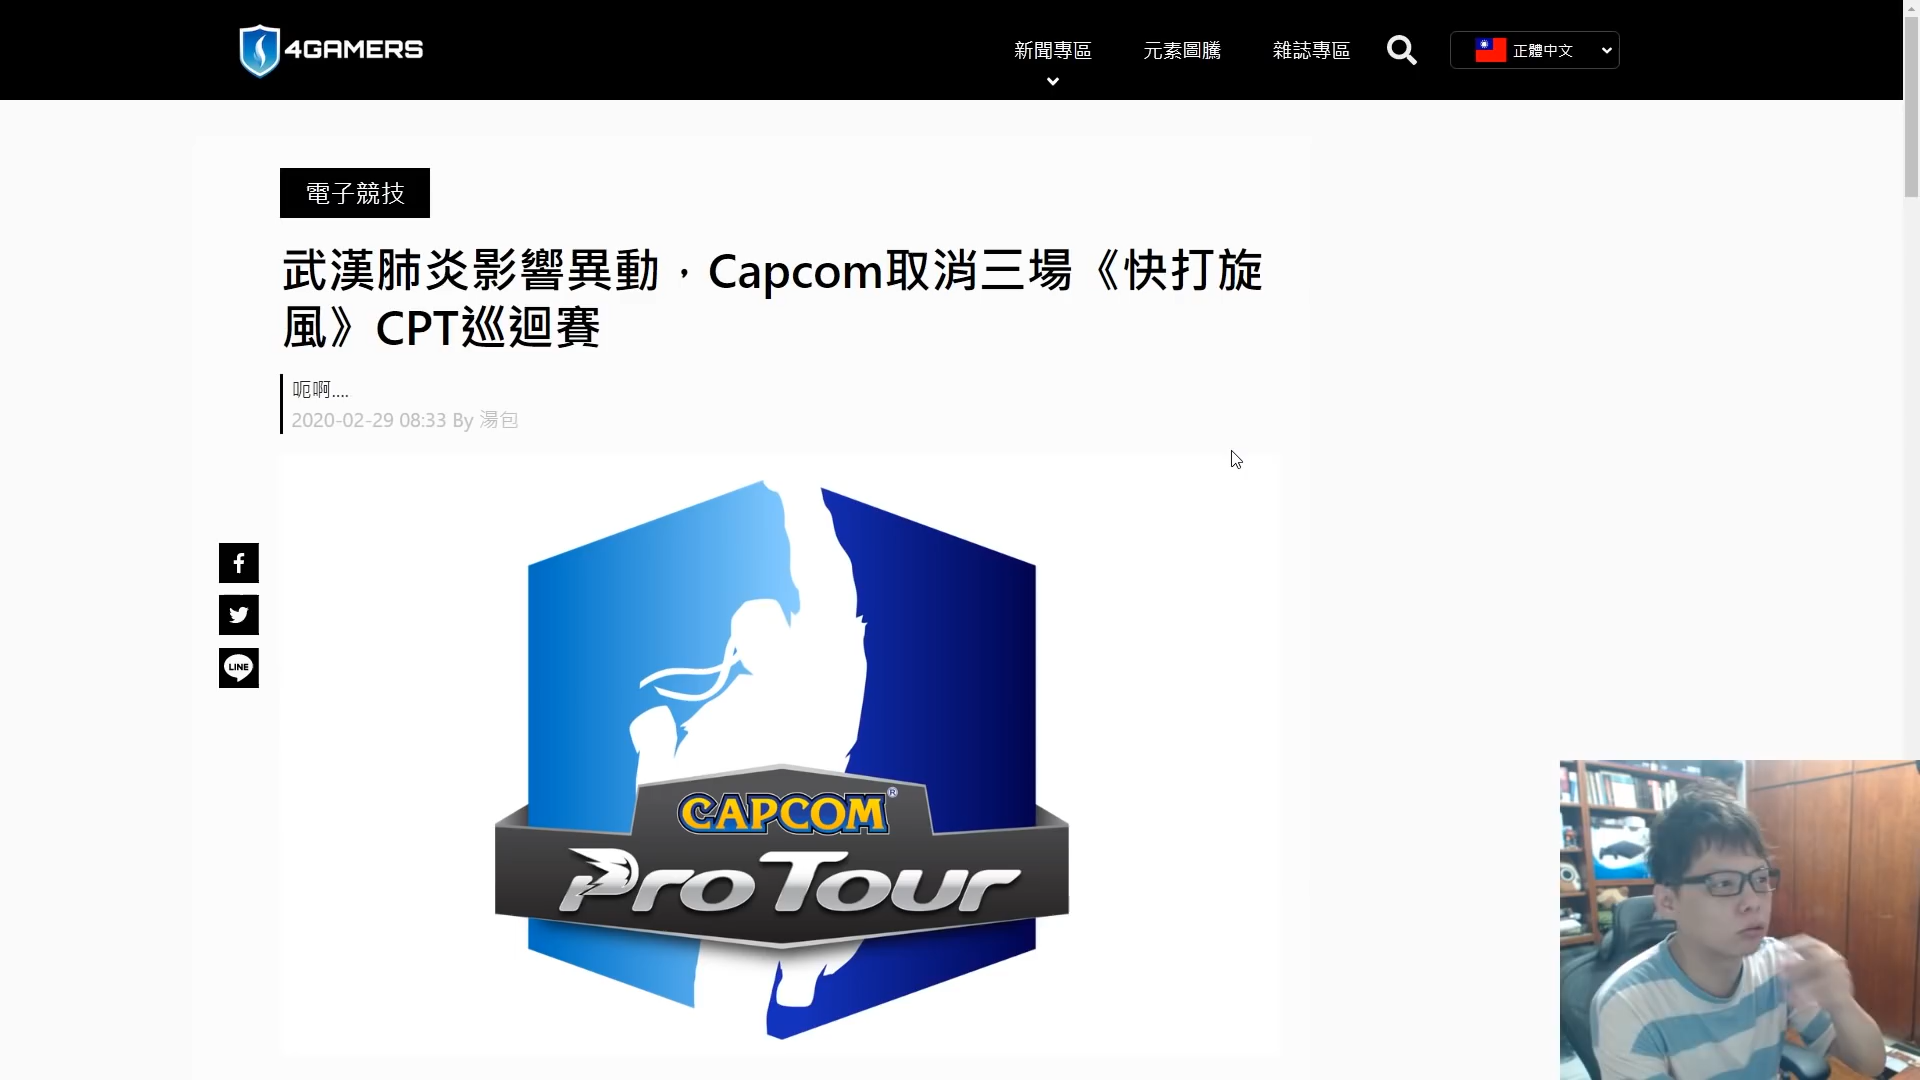 4GAMERS
新聞專區
元素圖騰
雜誌專區
正體中文
電子競技
武漢肺炎影響異動，Capcom取消三場《快打旋
風》CPT巡迴賽
呃啊....
2020-02-29 08:33 By 湯包
LINE
CAPCOM®
Pro Tour